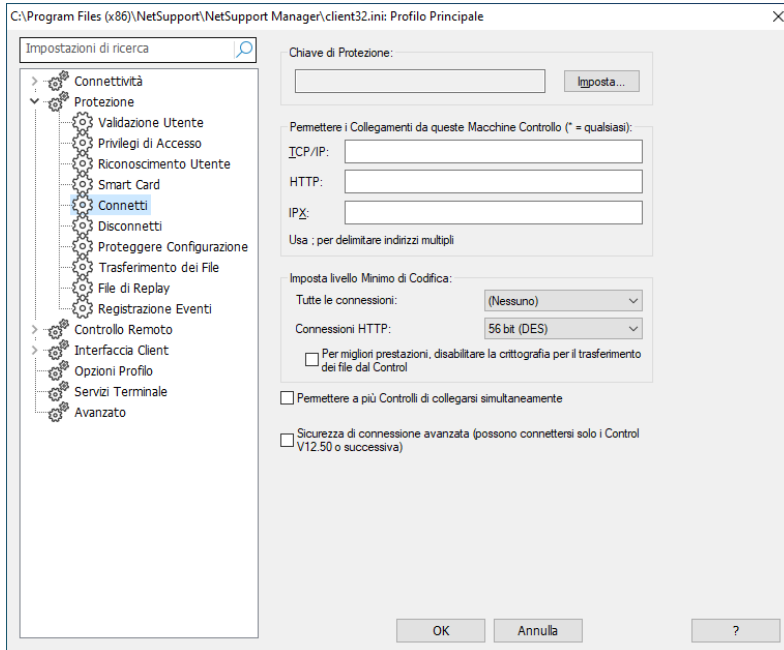 C:\Program Files (x86)\NetSupport\NetSupport Manager\client32.ini: Profilo Principale
Impostazioni di ricerca
Connettività
Protezione
Validazione Utente
Privilegi di Accesso
Riconoscimento Utente
Smart Card
Connetti
Disconnetti
Proteggere Configurazione
Trasferimento dei File
File di Replay
Registrazione Eventi
Controllo Remoto
Interfaccia Client
Opzioni Profilo
Servizi Terminale
Avanzato
Chiave di Protezione:
Imposta...
Permettere i Collegamenti da queste Macchine Controllo (* = qualsiasi):
TCP/IP:
HTTP:
IPX:
Usa ; per delimitare indirizzi multipli
Imposta livello Minimo di Codifica:
Tutte le connessioni: (Nessuno)
Connessioni HTTP: 56 bit (DES)
Per migliori prestazioni, disabilitare la crittografia per il trasferimento
dei file dal Control
Permettere a più Controlli di collegarsi simultaneamente
Sicurezza di connessione avanzata (possono connettersi solo i Control
V12.50 o successiva)
OK Annulla ?